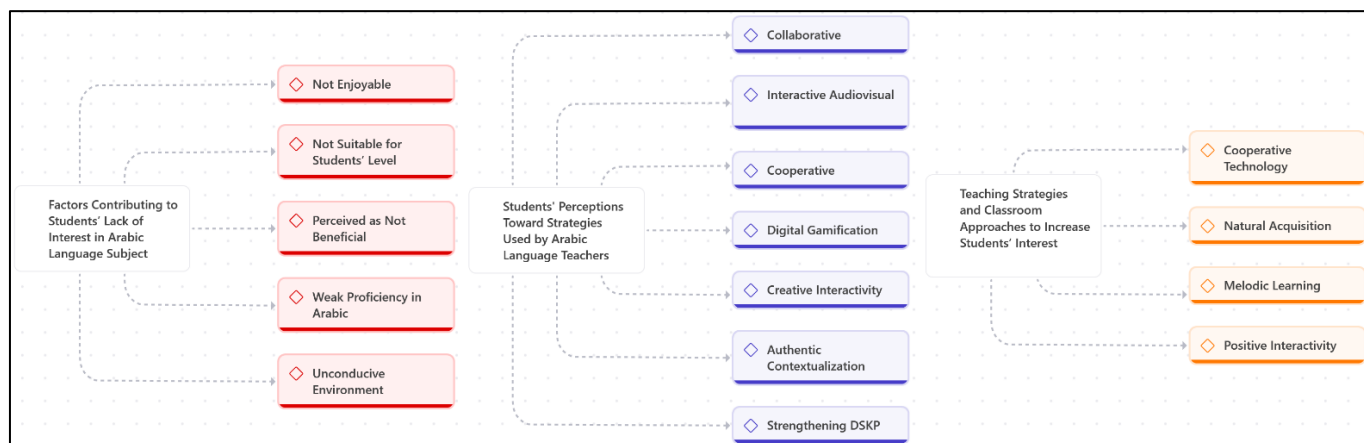 Factors Contributing to
Students' Lack of
Interest in Arabic
Language Subject
Not Enjoyable
Not Suitable for
Students' Level
Perceived as Not
Beneficial
Weak Proficiency in
Arabic
Unconducive
Environment
Students' Perceptions
Toward Strategies
Used by Arabic
Language Teachers
Collaborative
Interactive Audiovisual
Cooperative
Digital Gamification
Creative Interactivity
Authentic
Contextualization
Strengthening DSKP
Teaching Strategies
and Classroom
Approaches to Increase
Students' Interest
Cooperative
Technology
Natural Acquisition
Melodic Learning
Positive Interactivity